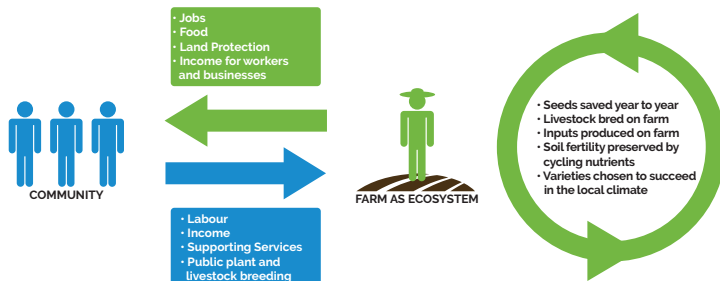 • Jobs
• Food
• Land Protection
• Income for workers
and businesses
COMMUNITY
• Labour
• Income
• Supporting Services
• Public plant and
livestock breeding
FARM AS ECOSYSTEM
• Seeds saved year to year
• Livestock bred on farm
• Inputs produced on farm
• Soil fertility preserved by
cycling nutrients
• Varieties chosen to succeed
in the local climate